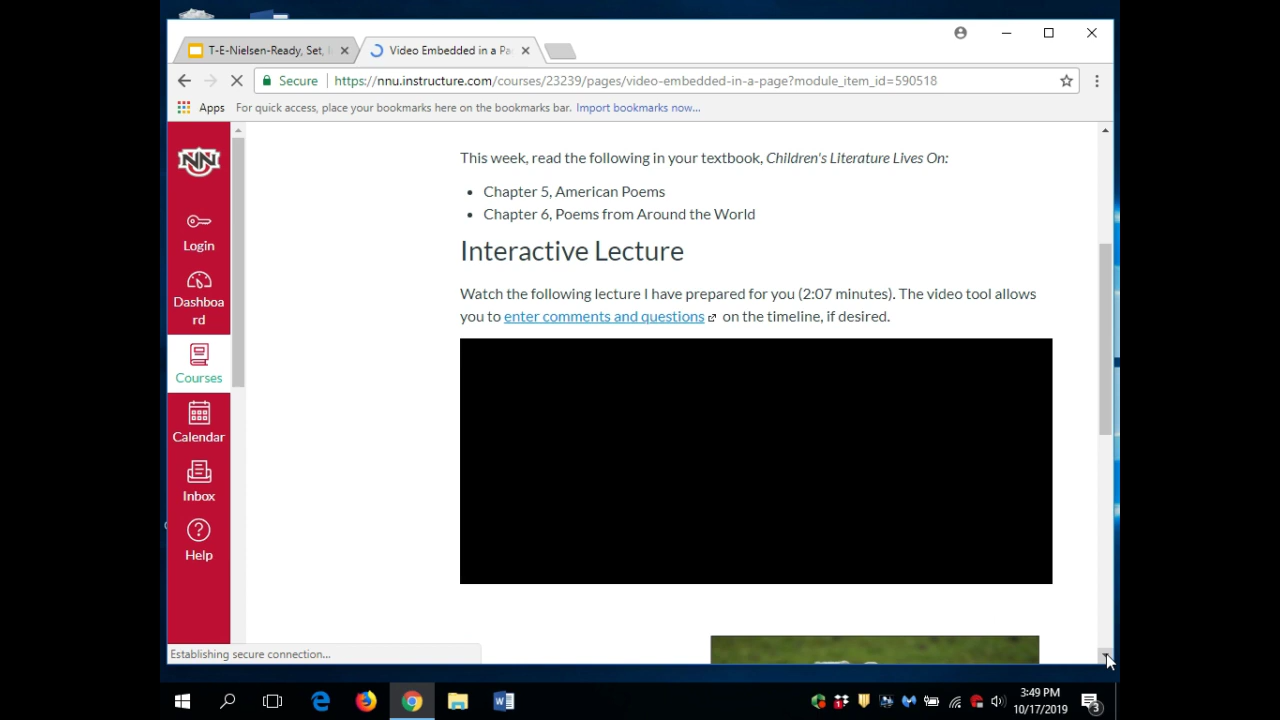 T-E-Nielsen-Ready, Set,
Video Embedded in a Pa
Secure
https://nnu.instructure.com/courses/23239/pages/video-embedded-in-a-page?module_item_id=590518
Apps
For quick access, place your bookmarks here on the bookmarks bar.
Import bookmarks now...
NN
Login
Dashboa
rd
Courses
Calendar
Inbox
Help
This week, read the following in your textbook, Children's Literature Lives On:
Chapter 5, American Poems
Chapter 6, Poems from Around the World
Interactive Lecture
Watch the following lecture I have prepared for you (2:07 minutes). The video tool allows
you to enter comments and questions on the timeline, if desired.
Establishing secure connection...
3:49 PM
10/17/2019
3